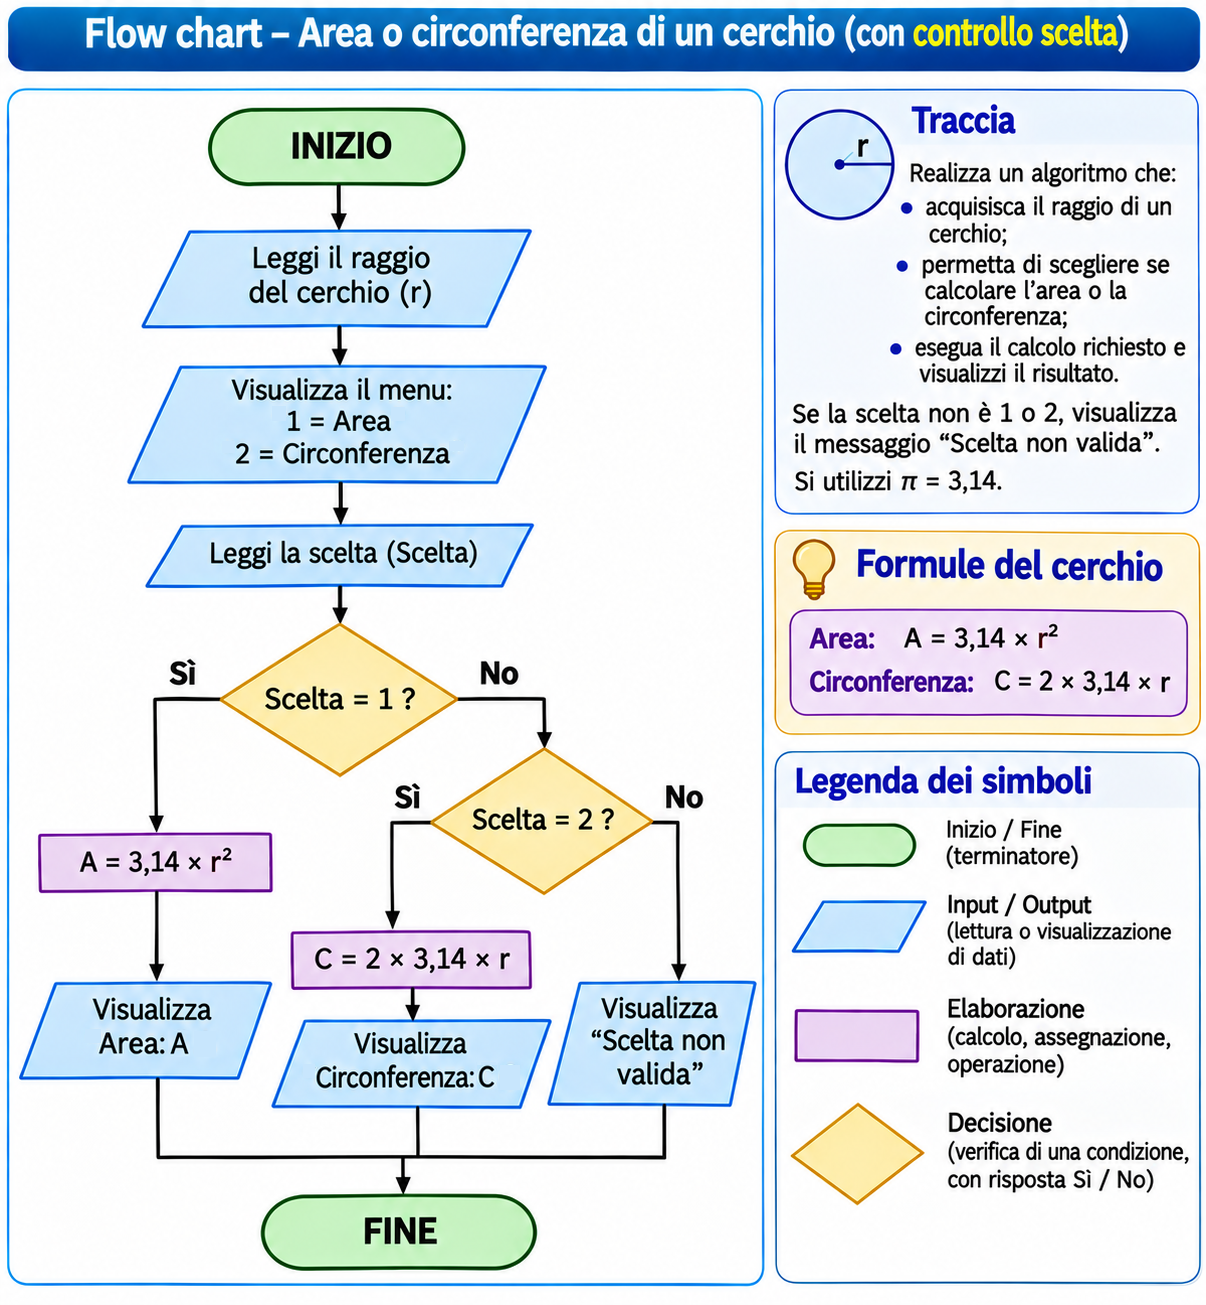 Flow chart – Area o circonferenza di un cerchio (con controllo scelta)
INIZIO
Leggi il raggio
del cerchio (r)
Visualizza il menu:
1 = Area
2 = Circonferenza
Leggi la scelta (Scelta)
Scelta = 1 ?
Sì
No
Scelta = 2 ?
Sì
No
A = 3,14 × r²
C = 2 × 3,14 × r
Visualizza
Area: A
Visualizza
Circonferenza: C
Visualizza
“Scelta non
valida”
FINE
Traccia
r
Realizza un algoritmo che:
• acquisisca il raggio di un
cerchio;
• permetta di scegliere se
calcolare l’area o la
circonferenza;
• esegua il calcolo richiesto e
visualizzi il risultato.
Se la scelta non è 1 o 2, visualizza
il messaggio “Scelta non valida”.
Si utilizzi π = 3,14.
Formule del cerchio
Area: A = 3,14 × r²
Circonferenza: C = 2 × 3,14 × r
Legenda dei simboli
Inizio / Fine
(terminatore)
Input / Output
(lettura o visualizzazione
di dati)
Elaborazione
(calcolo, assegnazione,
operazione)
Decisione
(verifica di una condizione,
con risposta Sì / No)